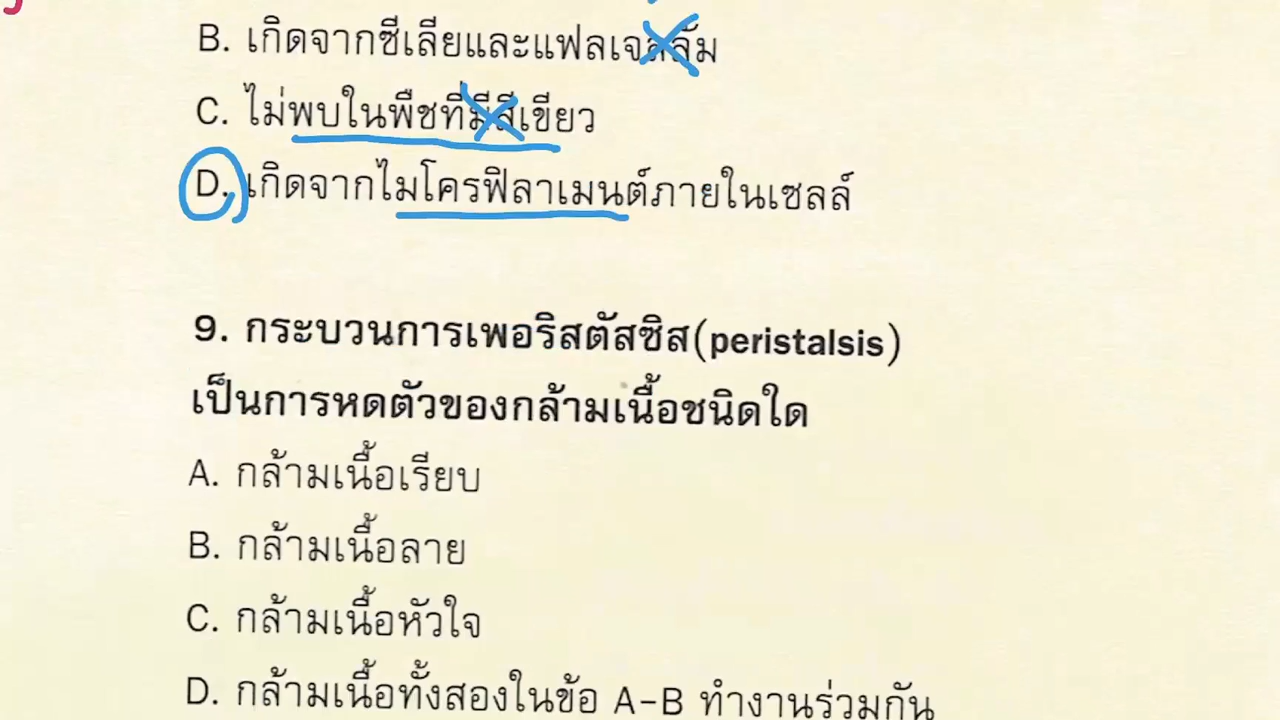 B. เกิดจากซีเลียและแฟลเจลลัม
C. ไม่พบในพืชที่มีสีเขียว
D. เกิดจากไมโครฟิลาเมนต์ภายในเซลล์
9. กระบวนการเพอริสตัสซิส(peristalsis)
เป็นการหดตัวของกล้ามเนื้อชนิดใด
A. กล้ามเนื้อเรียบ
B. กล้ามเนื้อลาย
C. กล้ามเนื้อหัวใจ
D. กล้ามเนื้อทั้งสองในข้อ A-B ทำงานร่วมกัน